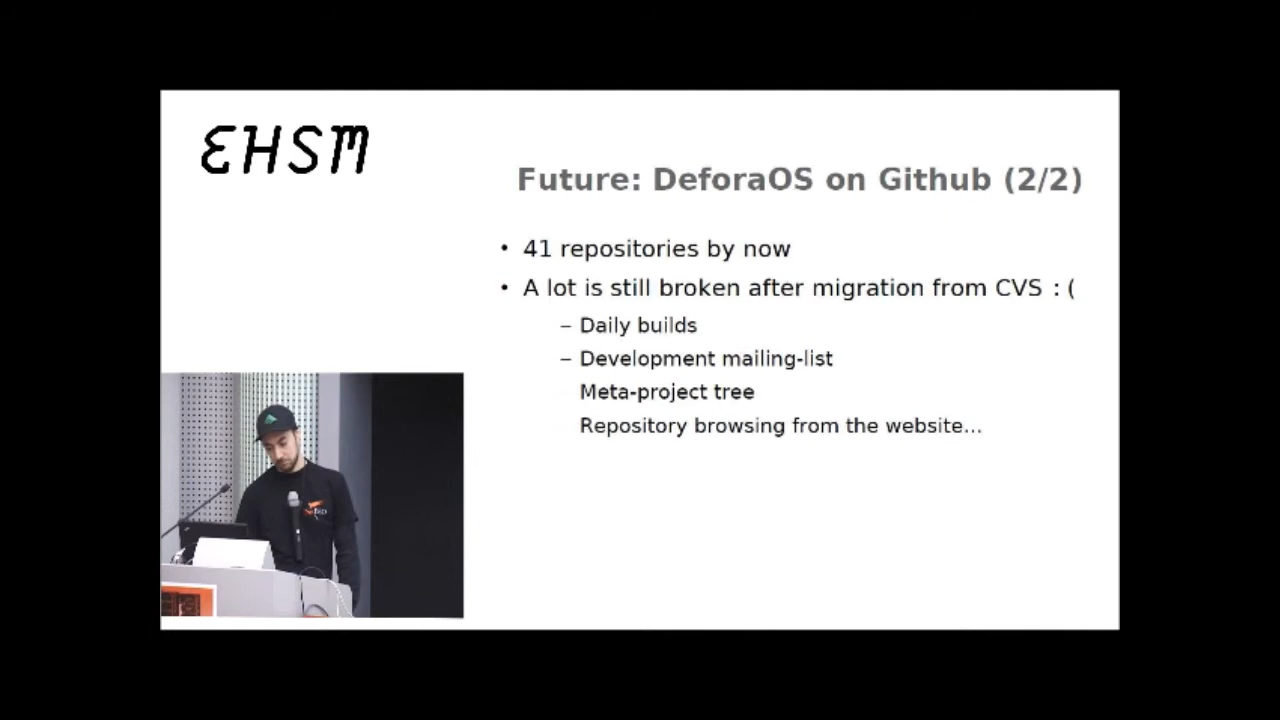 EHSM
Future: DeforaOS on Github (2/2)
• 41 repositories by now
• A lot is still broken after migration from CVS :(
– Daily builds
– Development mailing-list
Meta-project tree
Repository browsing from the website...